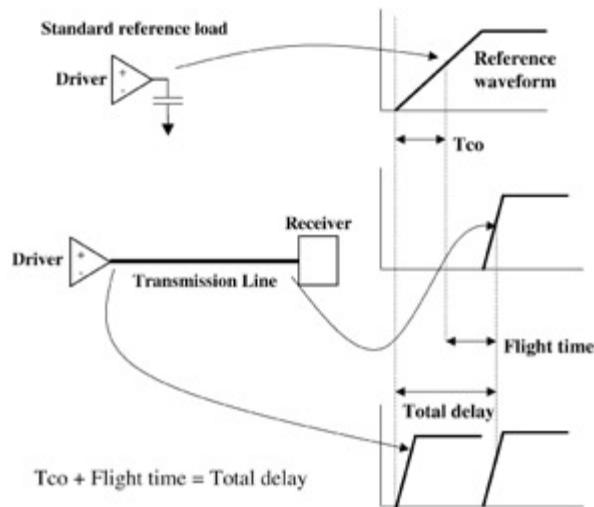 Standard reference load
Driver
+
-
Reference
waveform
Tco
Receiver
Driver
+
-
Transmission Line
Flight time
Total delay
Tco + Flight time = Total delay